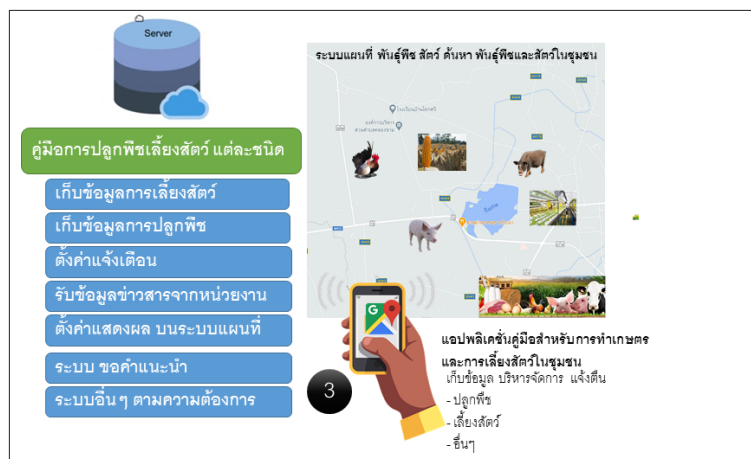 Server
คู่มือการปลูกพืชเลี้ยงสัตว์ แต่ละชนิด
เก็บข้อมูลการเลี้ยงสัตว์
เก็บข้อมูลการปลูกพืช
ตั้งค่าแจ้งเตือน
รับข้อมูลข่าวสารจากหน่วยงาน
ตั้งค่าแสดงผล บนระบบแผนที่
ระบบ ขอคำแนะนำ
ระบบอื่น ๆ ตามความต้องการ
ระบบแผนที่ พันธุ์พืช สัตว์ ค้นหา พันธุ์พืชและสัตว์ในชุมชน
องค์การบริหาร
G
3
แอปพลิเคชั่นคู่มือสำหรับการทำเกษตร
และการเลี้ยงสัตว์ในชุมชน
เก็บข้อมูล บริหารจัดการ แจ้งตืน
- ปลูกพืช
- เลี้ยงสัตว์
- อื่นๆ